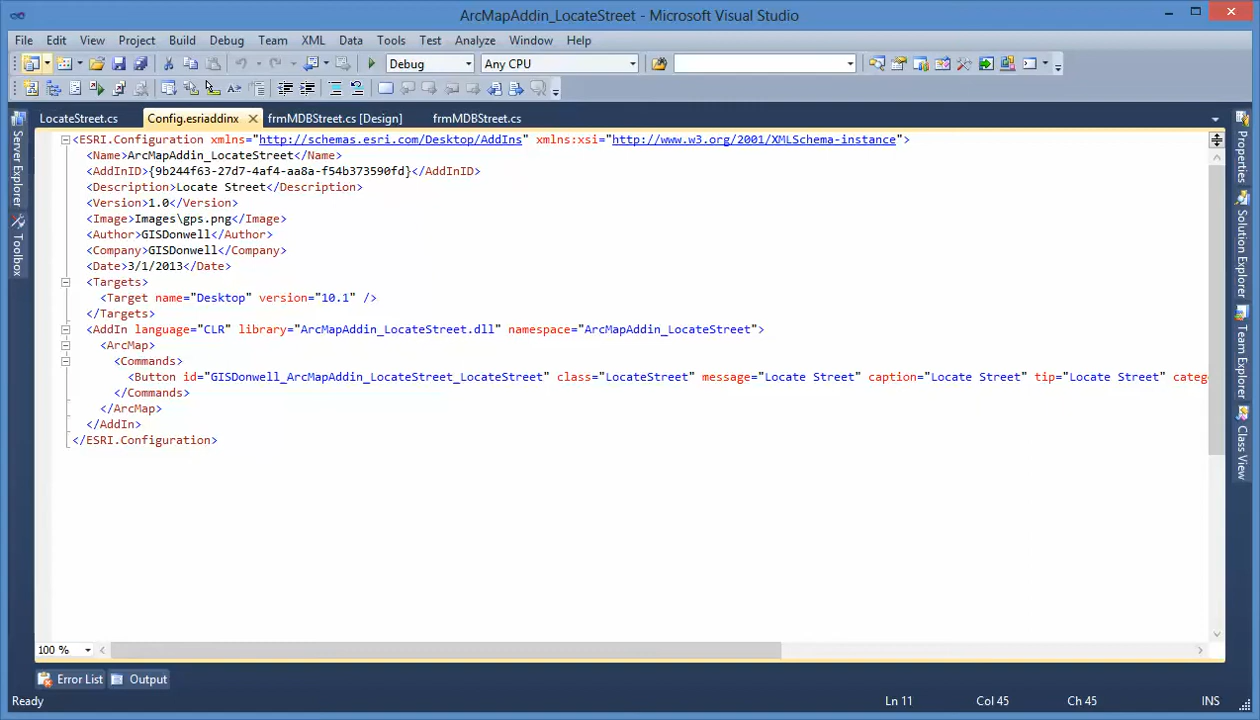 ArcMapAddin_LocateStreet - Microsoft Visual Studio
File Edit View Project Build Debug Team XML Data Tools Test Analyze Window Help
Debug Any CPU
LocateStreet.cs Config.esriaddinx frmMDBStreet.cs [Design] frmMDBStreet.cs
Server Explorer
Toolbox
<ESRI.Configuration xmlns="http://schemas.esri.com/Desktop/AddIns" xmlns:xsi="http://www.w3.org/2001/XMLSchema-instance">
<Name>ArcMapAddin_LocateStreet</Name>
<AddInID>{9b244f63-27d7-4af4-aa8a-f54b373590fd}</AddInID>
<Description>Locate Street</Description>
<Version>1.0</Version>
<Image>Images\gps.png</Image>
<Author>GISDonwell</Author>
<Company>GISDonwell</Company>
<Date>3/1/2013</Date>
<Targets>
<Target name="Desktop" version="10.1" />
</Targets>
<AddIn language="CLR" library="ArcMapAddin_LocateStreet.dll" namespace="ArcMapAddin_LocateStreet">
<ArcMap>
<Commands>
<Button id="GISDonwell_ArcMapAddin_LocateStreet_LocateStreet" class="LocateStreet" message="Locate Street" caption="Locate Street" tip="Locate Street" categ
</Commands>
</ArcMap>
</AddIn>
</ESRI.Configuration>
Properties
Solution Explorer
Team Explorer
Class View
100 %
Error List Output
Ready Ln 11 Col 45 Ch 45 INS